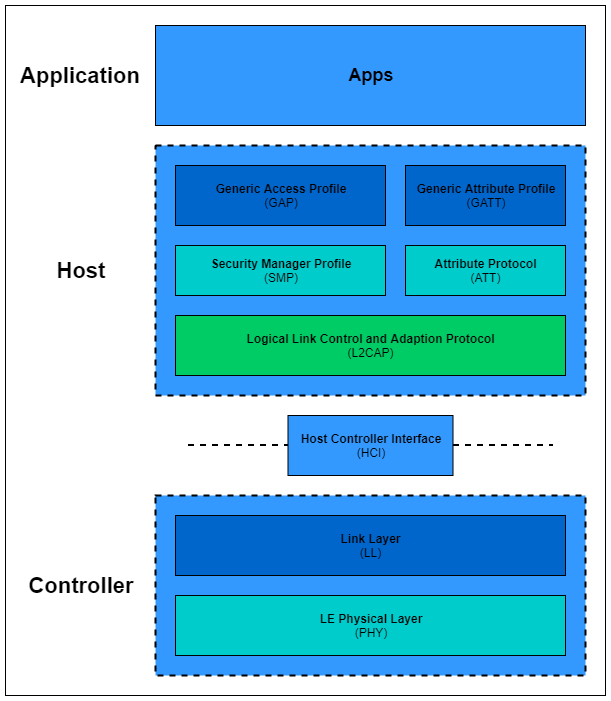 Application
Apps
Host
Generic Access Profile
(GAP)
Generic Attribute Profile
(GATT)
Security Manager Profile
(SMP)
Attribute Protocol
(ATT)
Logical Link Control and Adaption Protocol
(L2CAP)
Host Controller Interface
(HCI)
Controller
Link Layer
(LL)
LE Physical Layer
(PHY)